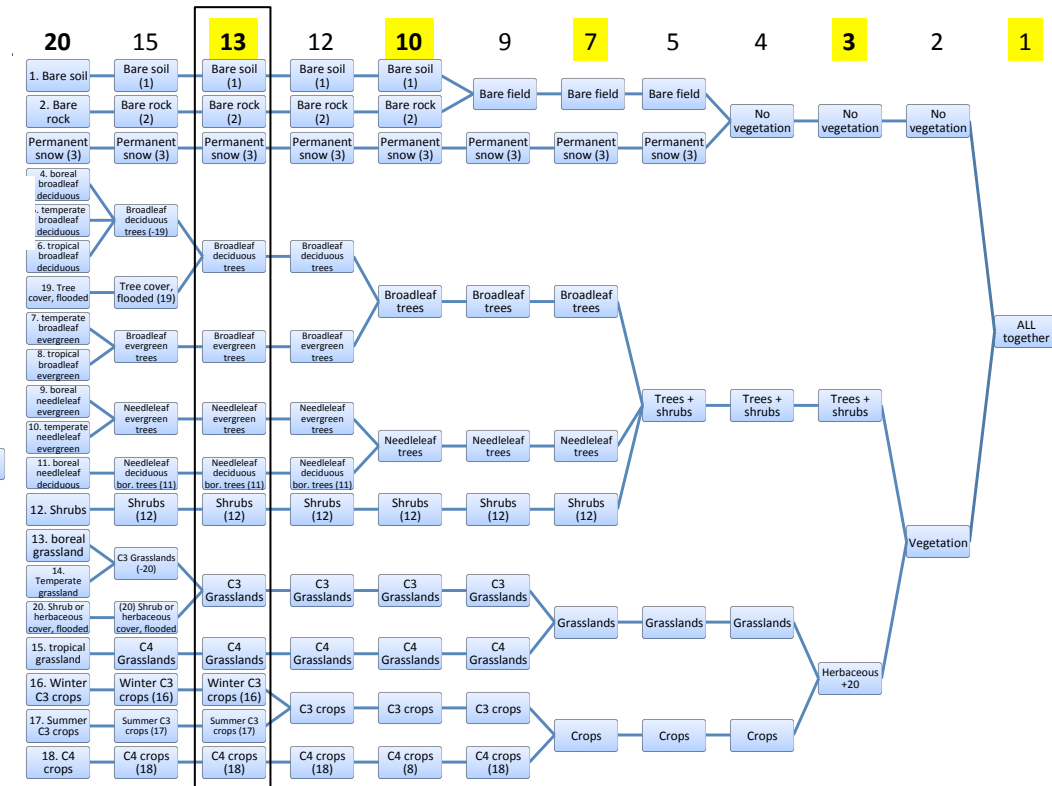 20
15
13
12
10
9
7
5
4
3
2
1
1. Bare soil
2. Bare
rock
Permanent
snow (3)
4. boreal
broadleaf
deciduous
. temperate
broadleaf
deciduous
6. tropical
broadleaf
deciduous
19. Tree
cover, flooded
7. temperate
broadleaf
evergreen
8. tropical
broadleaf
evergreen
9. boreal
needleleaf
evergreen
10. temperate
needleleaf
evergreen
11. boreal
needleleaf
deciduous
12. Shrubs
13. boreal
grassland
14.
Temperate
grassland
20. Shrub or
herbaceous
cover, flooded
15. tropical
grassland
16. Winter
C3 crops
17. Summer
C3 crops
18. C4
crops
Bare soil
(1)
Bare rock
(2)
Permanent
snow (3)
Broadleaf
deciduous
trees (-19)
Tree cover,
flooded (19)
Broadleaf
evergreen
trees
Needleleaf
evergreen
trees
Needleleaf
deciduous
bor. trees (11)
Shrubs
(12)
C3 Grasslands
(-20)
(20) Shrub or
herbaceous
cover, flooded
C4
Grasslands
Winter C3
crops (16)
Summer C3
crops (17)
C4 crops
(18)
Bare soil
(1)
Bare rock
(2)
Permanent
snow (3)
Broadleaf
deciduous
trees
Broadleaf
evergreen
trees
Needleleaf
evergreen
trees
Needleleaf
deciduous
bor. trees (11)
Shrubs
(12)
C3
Grasslands
C4
Grasslands
Winter C3
crops (16)
Summer C3
crops (17)
C4 crops
(18)
Bare soil
(1)
Bare rock
(2)
Permanent
snow (3)
Broadleaf
deciduous
trees
Broadleaf
evergreen
trees
Needleleaf
evergreen
trees
Needleleaf
deciduous
bor. trees (11)
Shrubs
(12)
C3
Grasslands
C4
Grasslands
C3 crops
C4 crops
(18)
Bare soil
(1)
Bare rock
(2)
Permanent
snow (3)
Broadleaf
trees
Needleleaf
trees
Shrubs
(12)
C3
Grasslands
C4
Grasslands
C3 crops
C4 crops
(8)
Bare field
Permanent
snow (3)
Broadleaf
trees
Needleleaf
trees
Shrubs
(12)
C3
Grasslands
C4
Grasslands
C3 crops
C4 crops
(18)
Bare field
Permanent
snow (3)
Broadleaf
trees
Needleleaf
trees
Shrubs
(12)
Grasslands
Crops
Bare field
Permanent
snow (3)
Trees +
shrubs
Grasslands
Crops
No
vegetation
Trees +
shrubs
Grasslands
Crops
No
vegetation
Trees +
shrubs
Herbaceous
+20
No
vegetation
Vegetation
ALL
together